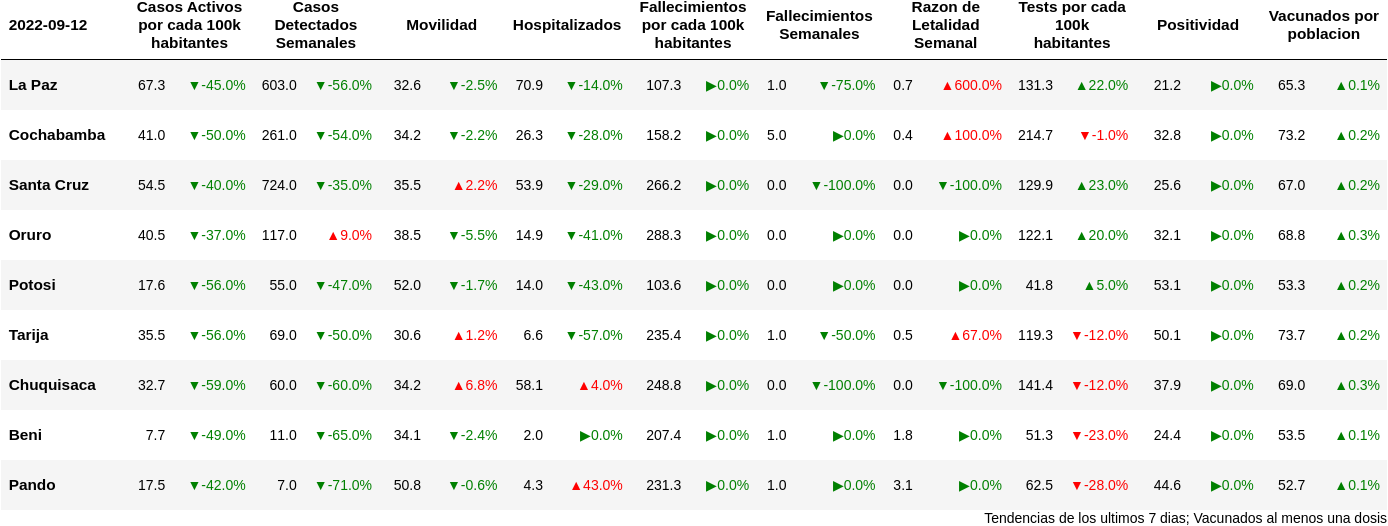 2022-09-12 Casos Activos por cada 100k habitantes Casos Detectados Semanales Movilidad Hospitalizados Fallecimientos por cada 100k habitantes Fallecimientos Semanales Razon de Letalidad Semanal Tests por cada 100k habitantes Positividad Vacunados por poblacion
La Paz 67.3 ▼-45.0% 603.0 ▼-56.0% 32.6 ▼-2.5% 70.9 ▼-14.0% 107.3 ▶0.0% 1.0 ▼-75.0% 0.7 ▲600.0% 131.3 ▲22.0% 21.2 ▶0.0% 65.3 ▲0.1%
Cochabamba 41.0 ▼-50.0% 261.0 ▼-54.0% 34.2 ▼-2.2% 26.3 ▼-28.0% 158.2 ▶0.0% 5.0 ▶0.0% 0.4 ▲100.0% 214.7 ▼-1.0% 32.8 ▶0.0% 73.2 ▲0.2%
Santa Cruz 54.5 ▼-40.0% 724.0 ▼-35.0% 35.5 ▲2.2% 53.9 ▼-29.0% 266.2 ▶0.0% 0.0 ▼-100.0% 0.0 ▼-100.0% 129.9 ▲23.0% 25.6 ▶0.0% 67.0 ▲0.2%
Oruro 40.5 ▼-37.0% 117.0 ▲9.0% 38.5 ▼-5.5% 14.9 ▼-41.0% 288.3 ▶0.0% 0.0 ▶0.0% 0.0 ▶0.0% 122.1 ▲20.0% 32.1 ▶0.0% 68.8 ▲0.3%
Potosi 17.6 ▼-56.0% 55.0 ▼-47.0% 52.0 ▼-1.7% 14.0 ▼-43.0% 103.6 ▶0.0% 0.0 ▶0.0% 0.0 ▶0.0% 41.8 ▲5.0% 53.1 ▶0.0% 53.3 ▲0.2%
Tarija 35.5 ▼-56.0% 69.0 ▼-50.0% 30.6 ▲1.2% 6.6 ▼-57.0% 235.4 ▶0.0% 1.0 ▼-50.0% 0.5 ▲67.0% 119.3 ▼-12.0% 50.1 ▶0.0% 73.7 ▲0.2%
Chuquisaca 32.7 ▼-59.0% 60.0 ▼-60.0% 34.2 ▲6.8% 58.1 ▲4.0% 248.8 ▶0.0% 0.0 ▼-100.0% 0.0 ▼-100.0% 141.4 ▼-12.0% 37.9 ▶0.0% 69.0 ▲0.3%
Beni 7.7 ▼-49.0% 11.0 ▼-65.0% 34.1 ▼-2.4% 2.0 ▶0.0% 207.4 ▶0.0% 1.0 ▶0.0% 1.8 ▶0.0% 51.3 ▼-23.0% 24.4 ▶0.0% 53.5 ▲0.1%
Pando 17.5 ▼-42.0% 7.0 ▼-71.0% 50.8 ▼-0.6% 4.3 ▲43.0% 231.3 ▶0.0% 1.0 ▶0.0% 3.1 ▶0.0% 62.5 ▼-28.0% 44.6 ▶0.0% 52.7 ▲0.1%
Tendencias de los ultimos 7 dias; Vacunados al menos una dosis